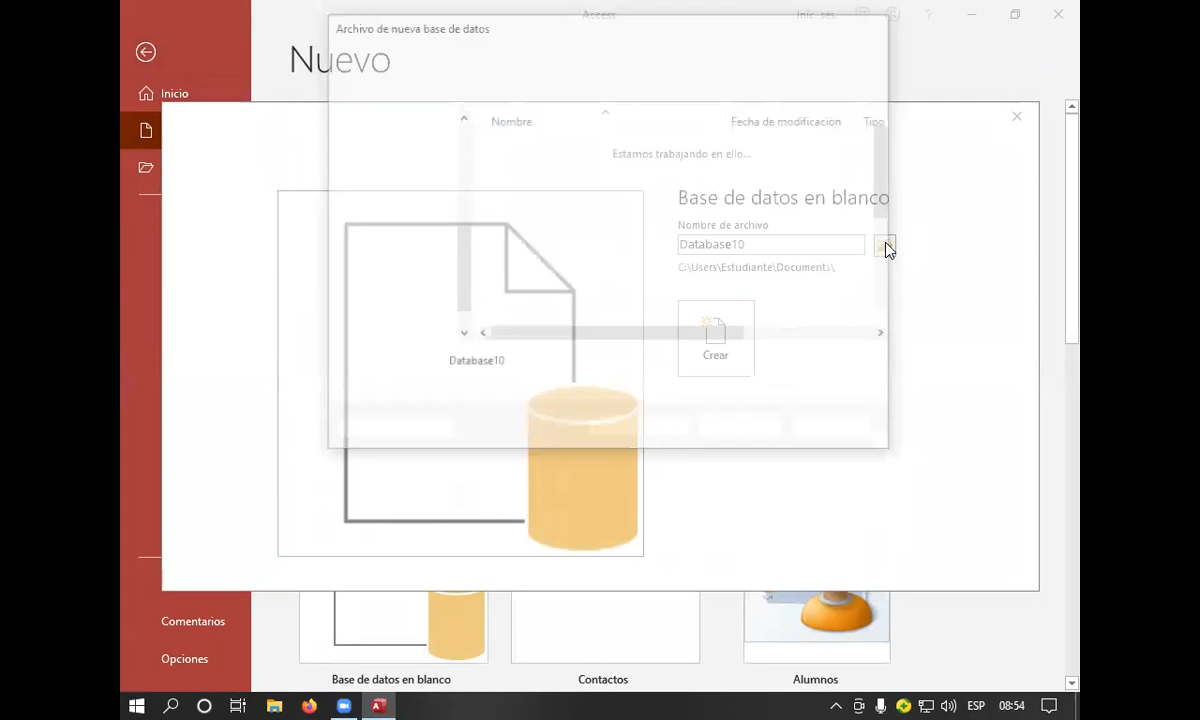 Access
Inic. ses.
?
Archivo de nueva base de datos
Nuevo
Inicio
Nombre
Fecha de modificación
Tipo
Estamos trabajando en ello...
Base de datos en blanco
Nombre de archivo
Database10
C:\Users\Estudiante\Documents\
Crear
Database10
Comentarios
Opciones
Base de datos en blanco
Contactos
Alumnos
ESP
08:54